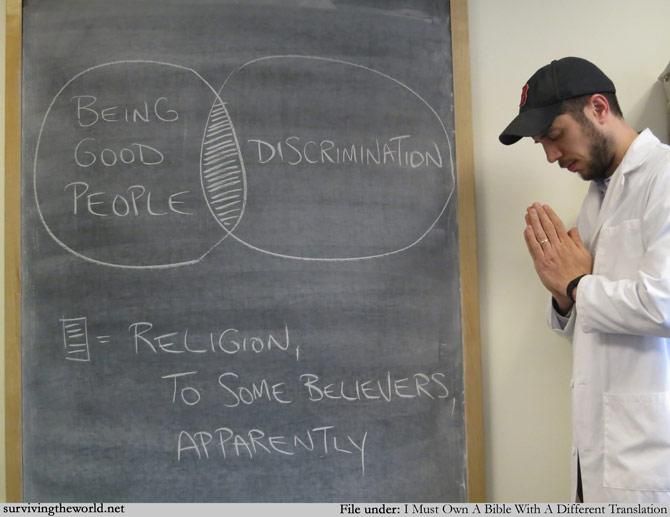 BEING
GOOD
PEOPLE
DISCRIMINATION
= RELIGION,
TO SOME BELIEVERS,
APPARENTLY
survivingtheworld.net
File under: I Must Own A Bible With A Different Translation